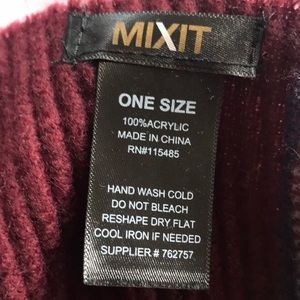 MIXIT
ONE SIZE
100%ACRYLIC
MADE IN CHINA
RN#115485
HAND WASH COLD
DO NOT BLEACH
RESHAPE DRY FLAT
COOL IRON IF NEEDED
SUPPLIER# 762757